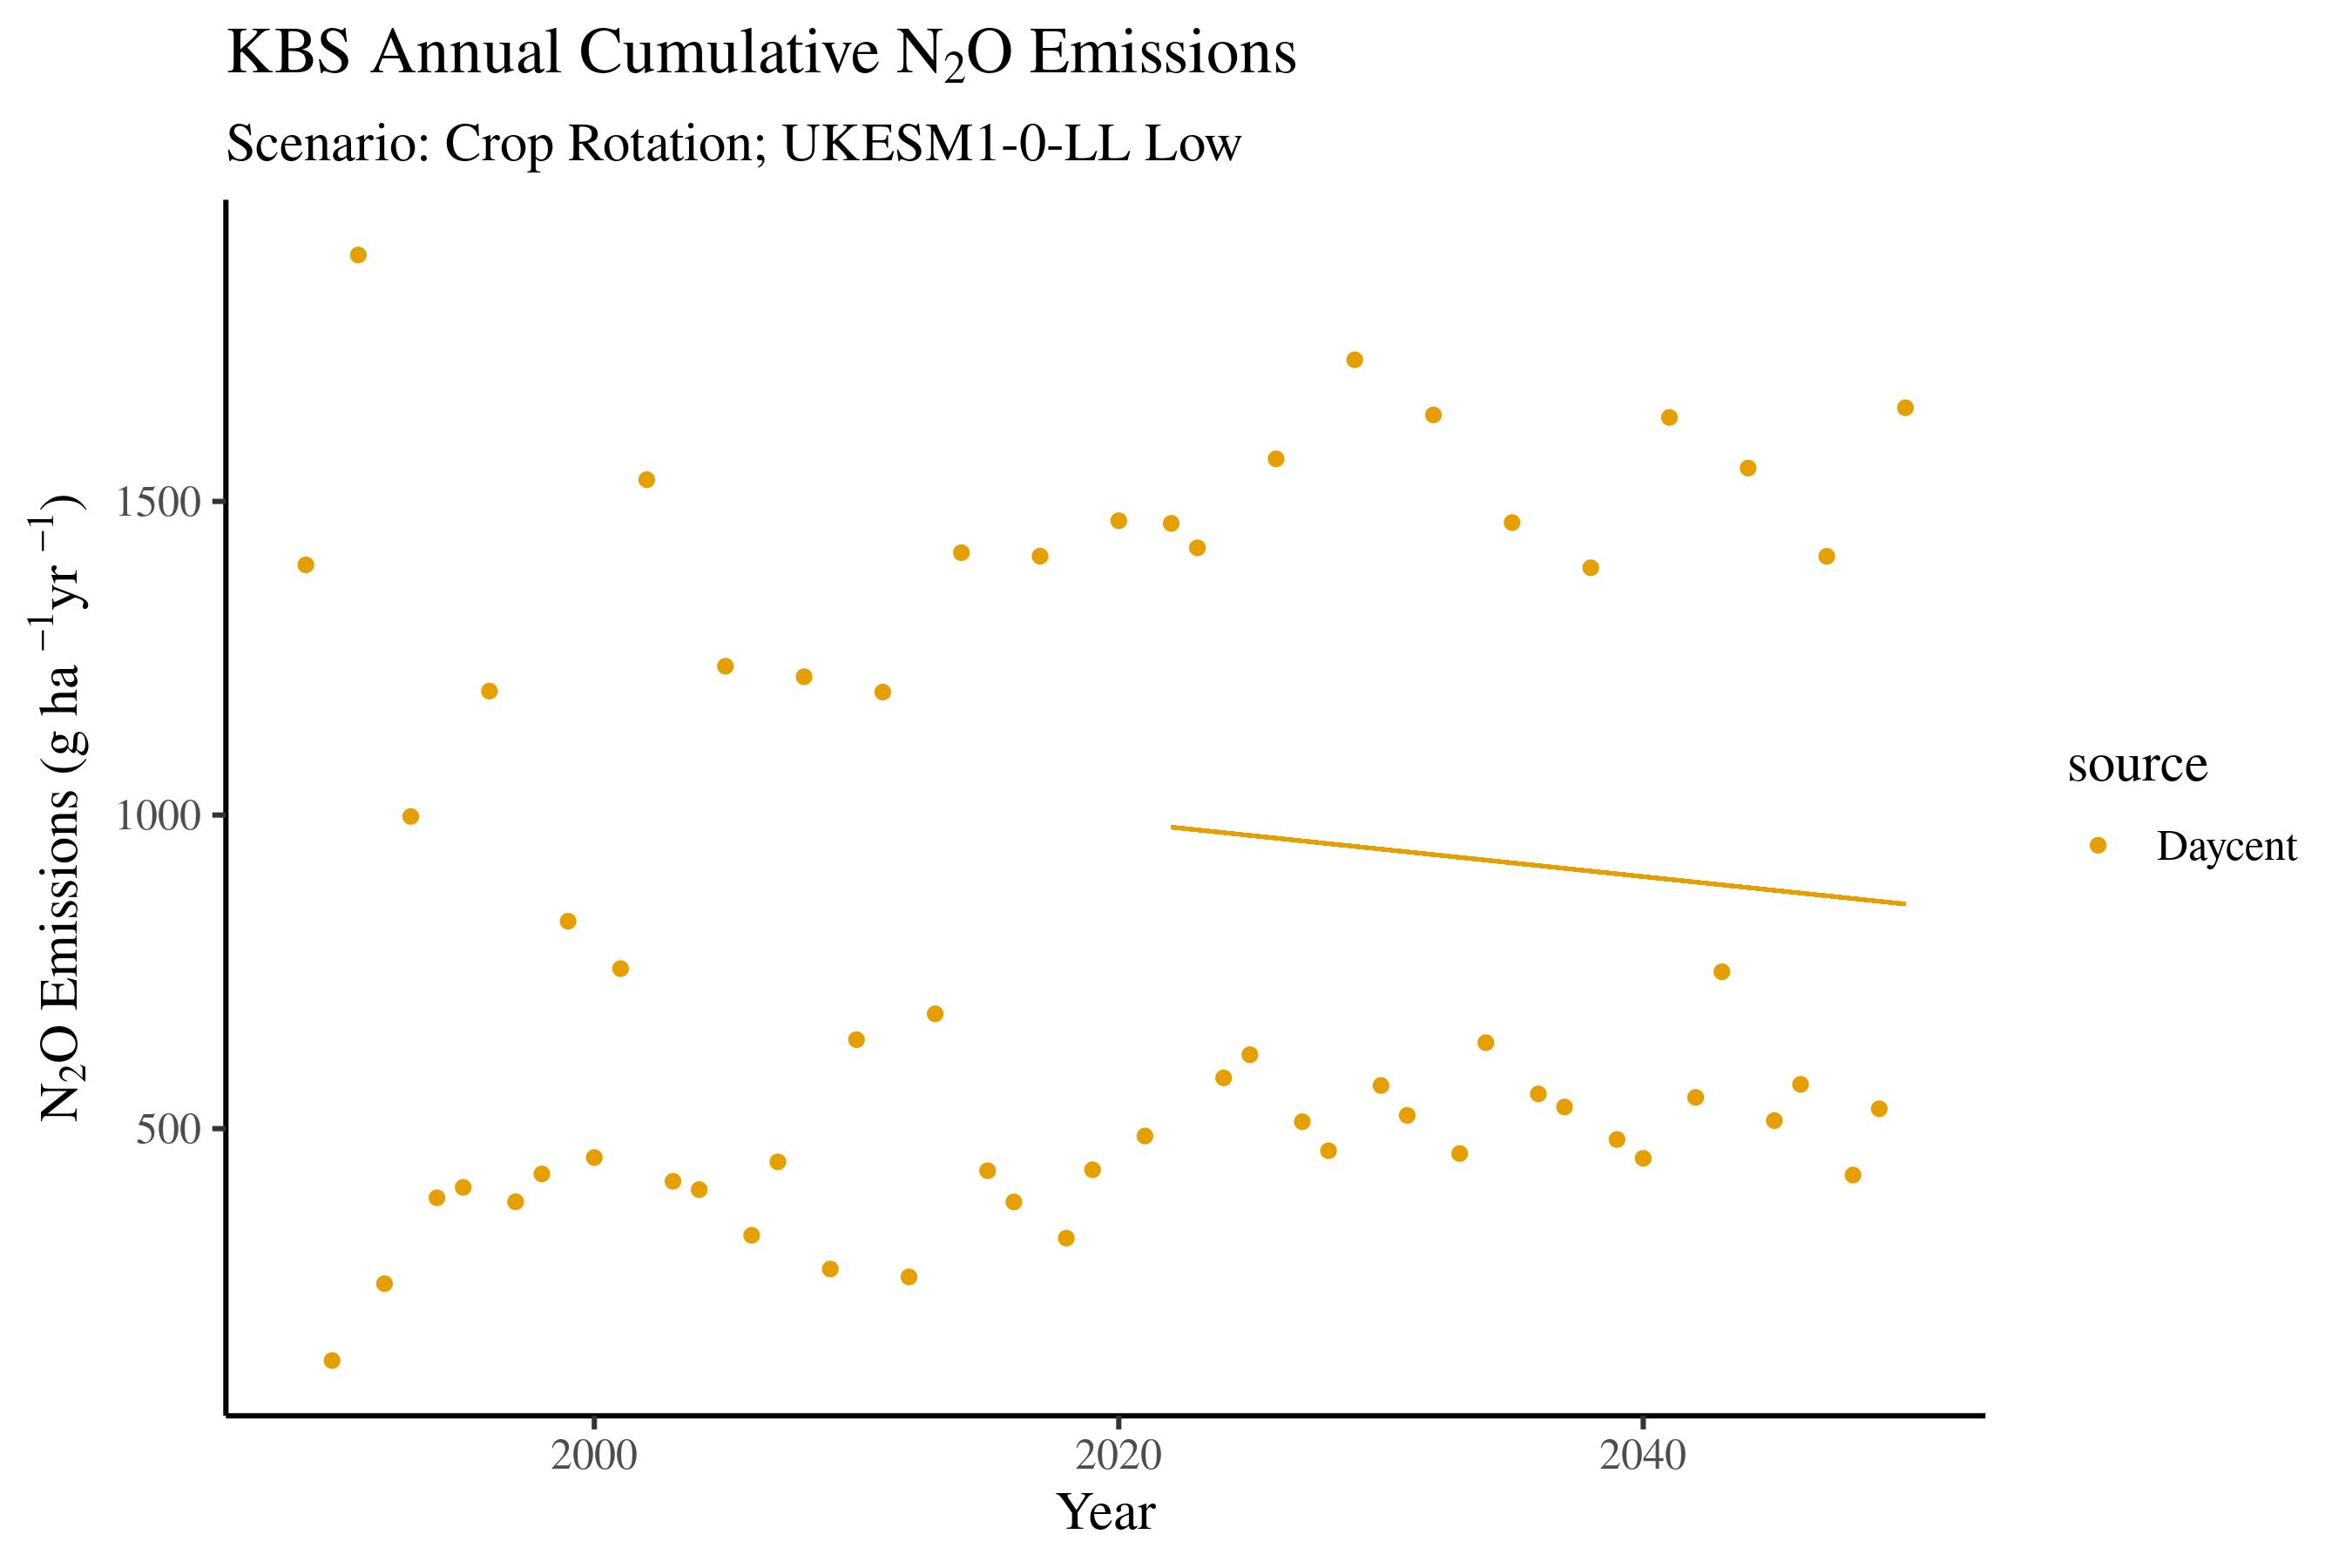 KBS Annual Cumulative N₂O Emissions
Scenario: Crop Rotation; UKESM1-0-LL Low
N₂O Emissions (g ha⁻¹yr⁻¹)
1500
1000
500
2000
2020
2040
Year
source
Daycent